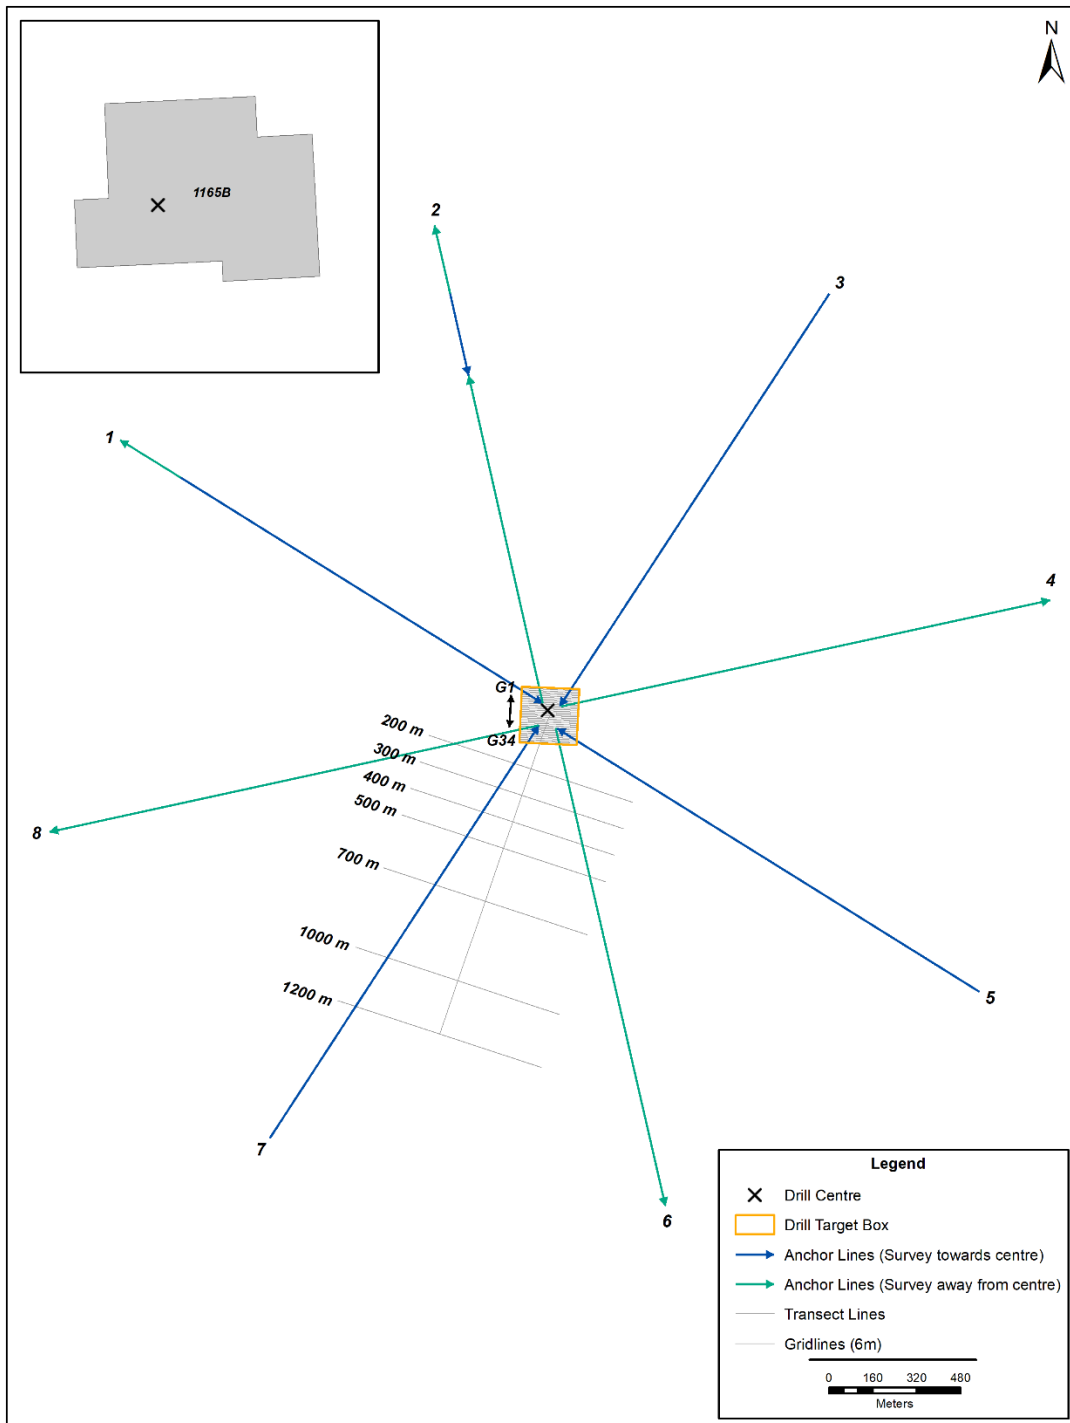 N
1165B
2
3
1
4
G1
200 m
G34
300 m
400 m
500 m
8
700 m
1000 m
1200 m
5
7
6
Legend
Drill Centre
Drill Target Box
Anchor Lines (Survey towards centre)
Anchor Lines (Survey away from centre)
Transect Lines
Gridlines (6m)
0 160 320 480
Meters